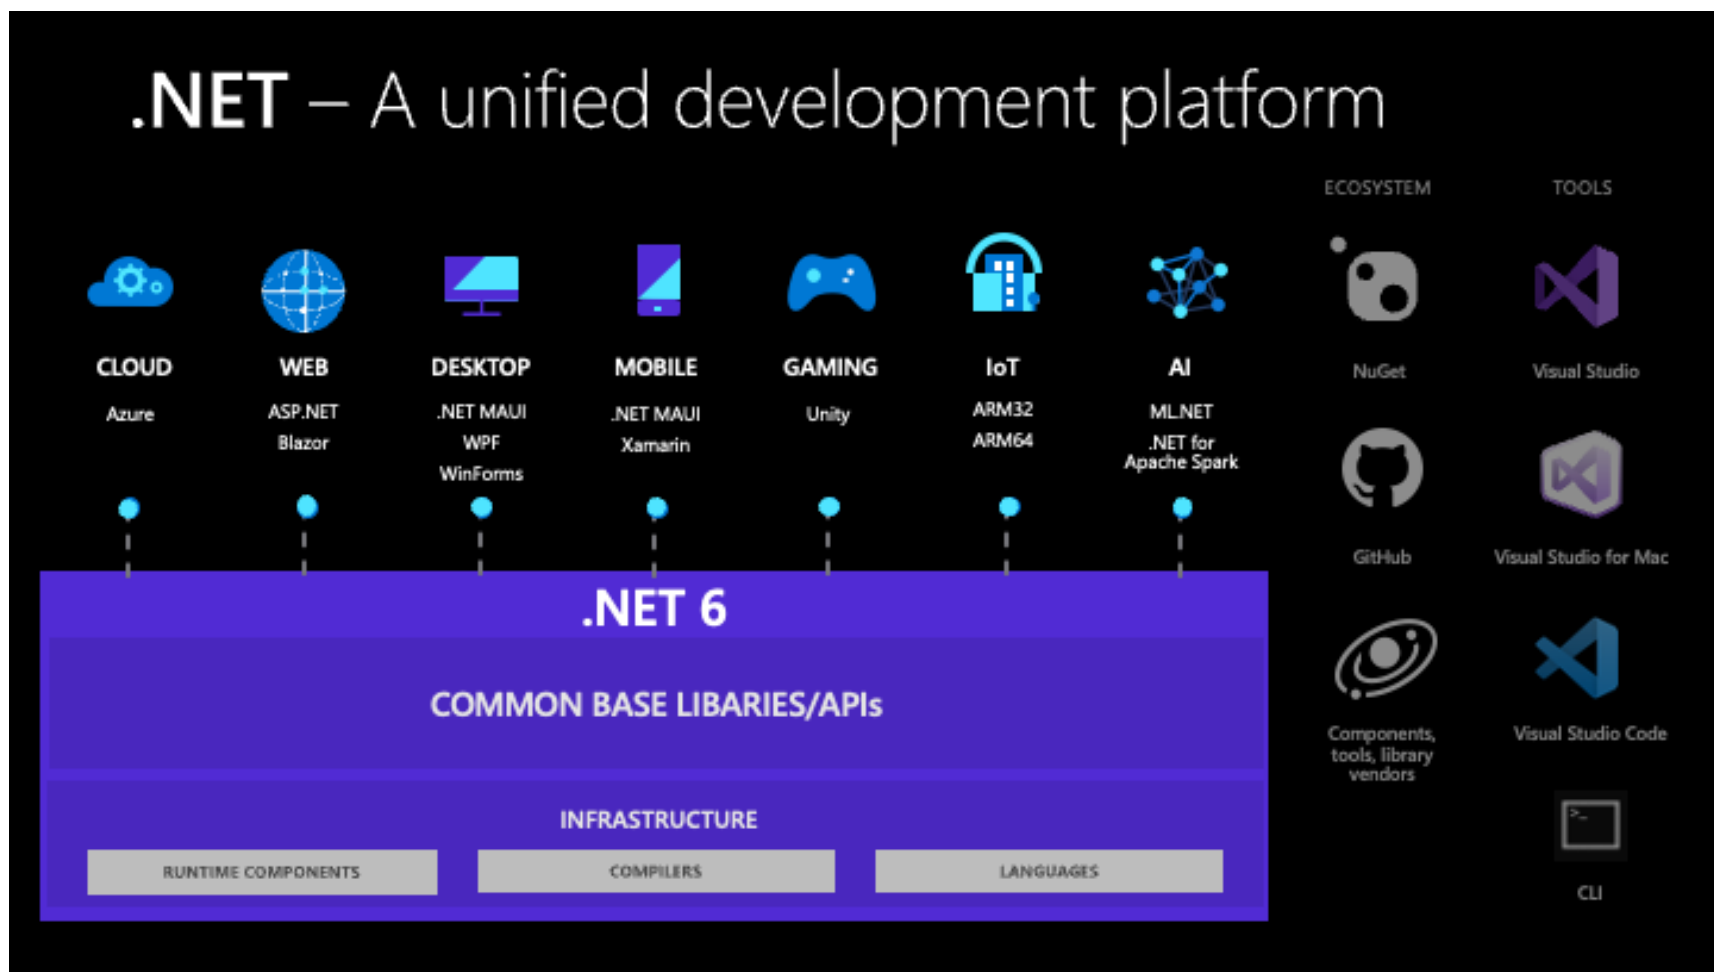 .NET – A unified development platform
ECOSYSTEM
TOOLS
CLOUD
Azure
WEB
ASP.NET
Blazor
DESKTOP
.NET MAUI
WPF
WinForms
MOBILE
.NET MAUI
Xamarin
GAMING
Unity
IoT
ARM32
ARM64
AI
ML.NET
.NET for
Apache Spark
NuGet
GitHub
Components,
tools, library
vendors
Visual Studio
Visual Studio for Mac
Visual Studio Code
>_
CLI
.NET 6
COMMON BASE LIBARIES/APIs
INFRASTRUCTURE
RUNTIME COMPONENTS
COMPILERS
LANGUAGES